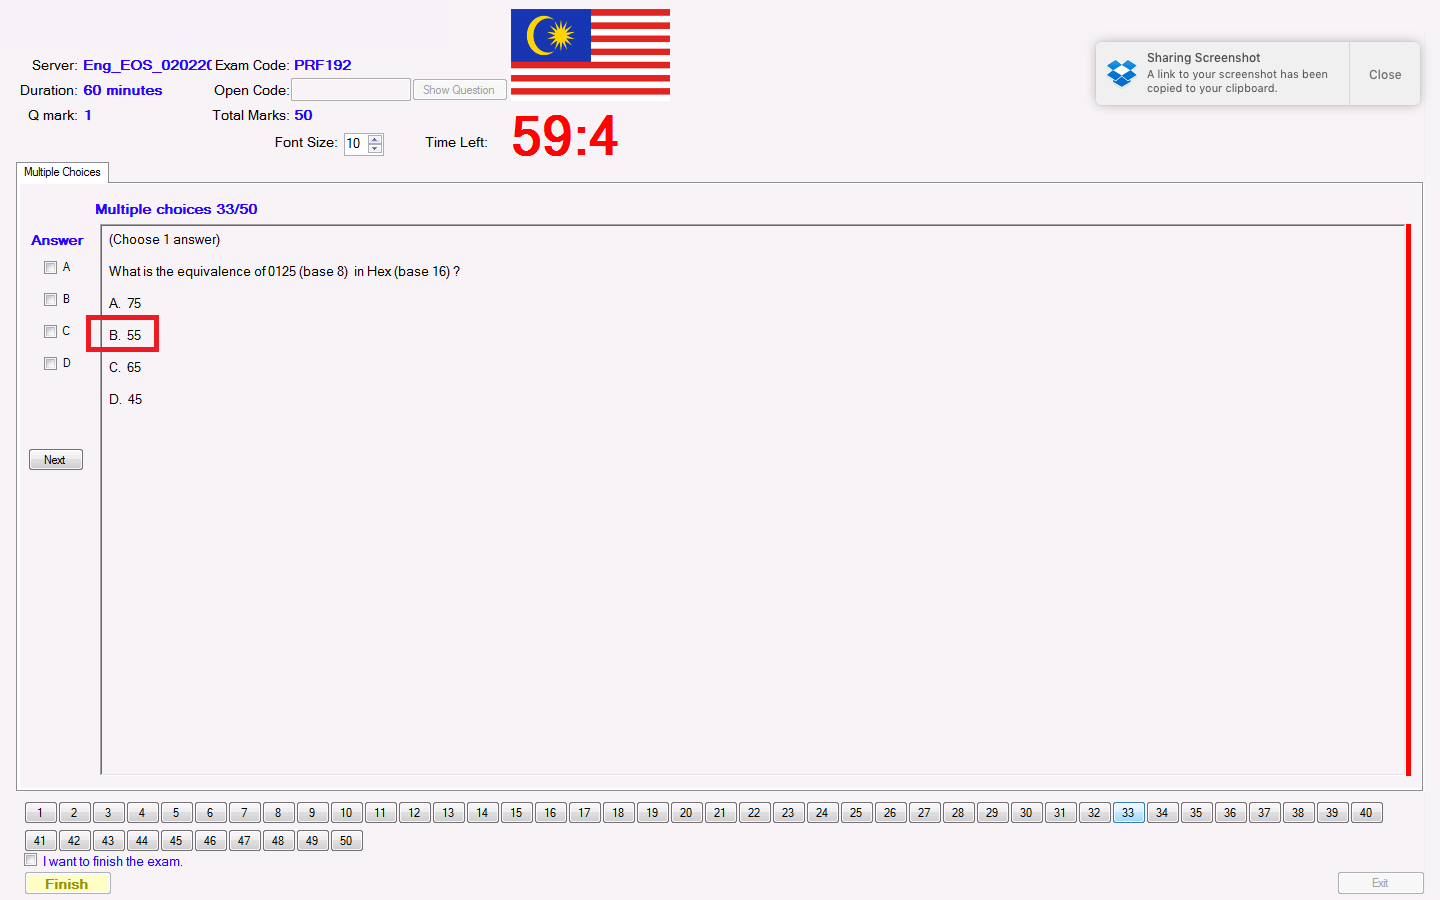 Server: Eng_EOS_020220 Exam Code: PRF192
Duration: 60 minutes Open Code: Show Question
Q mark: 1 Total Marks: 50
Font Size: 10 Time Left: 59:4
Sharing Screenshot
A link to your screenshot has been
copied to your clipboard.
Close
Multiple Choices
Multiple choices 33/50
Answer
A
B
C
D
Next
(Choose 1 answer)
What is the equivalence of 0125 (base 8) in Hex (base 16) ?
A. 75
B. 55
C. 65
D. 45
1 2 3 4 5 6 7 8 9 10 11 12 13 14 15 16 17 18 19 20 21 22 23 24 25 26 27 28 29 30 31 32 33 34 35 36 37 38 39 40
41 42 43 44 45 46 47 48 49 50
I want to finish the exam.
Finish
Exit